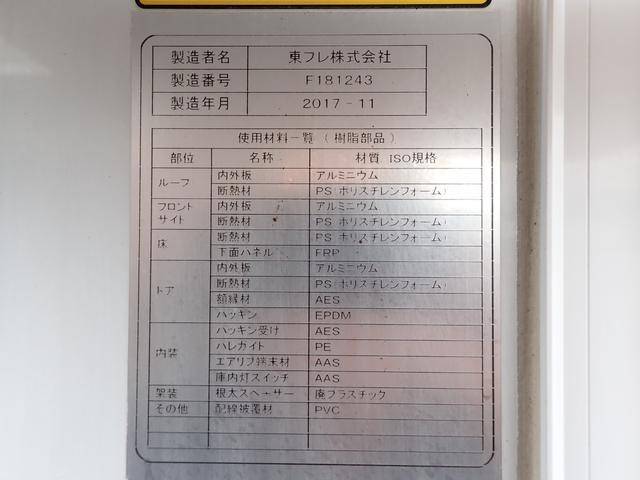 製造者名 東フレ株式会社
製造番号 F181243
製造年月 2017-11
使用材料一覧 (樹脂部品)
部位 名称 材質 ISO規格
ルーフ 内外板 アルミニウム
断熱材 PS(ポリスチレンフォーム)
フロント サイト 内外板 アルミニウム
断熱材 PS(ポリスチレンフォーム)
床 断熱材 PS(ポリスチレンフォーム)
下面パネル FRP
ドア 内外板 アルミニウム
断熱材 PS(ポリスチレンフォーム)
額縁材 AES
パッキン EPDM
内装 パッキン受け AES
パレガイト PE
エアリブ端末材 AAS
庫内灯スイッチ AAS
架装 根太スペーサー 廃プラスチック
その他 配線被覆材 PVC